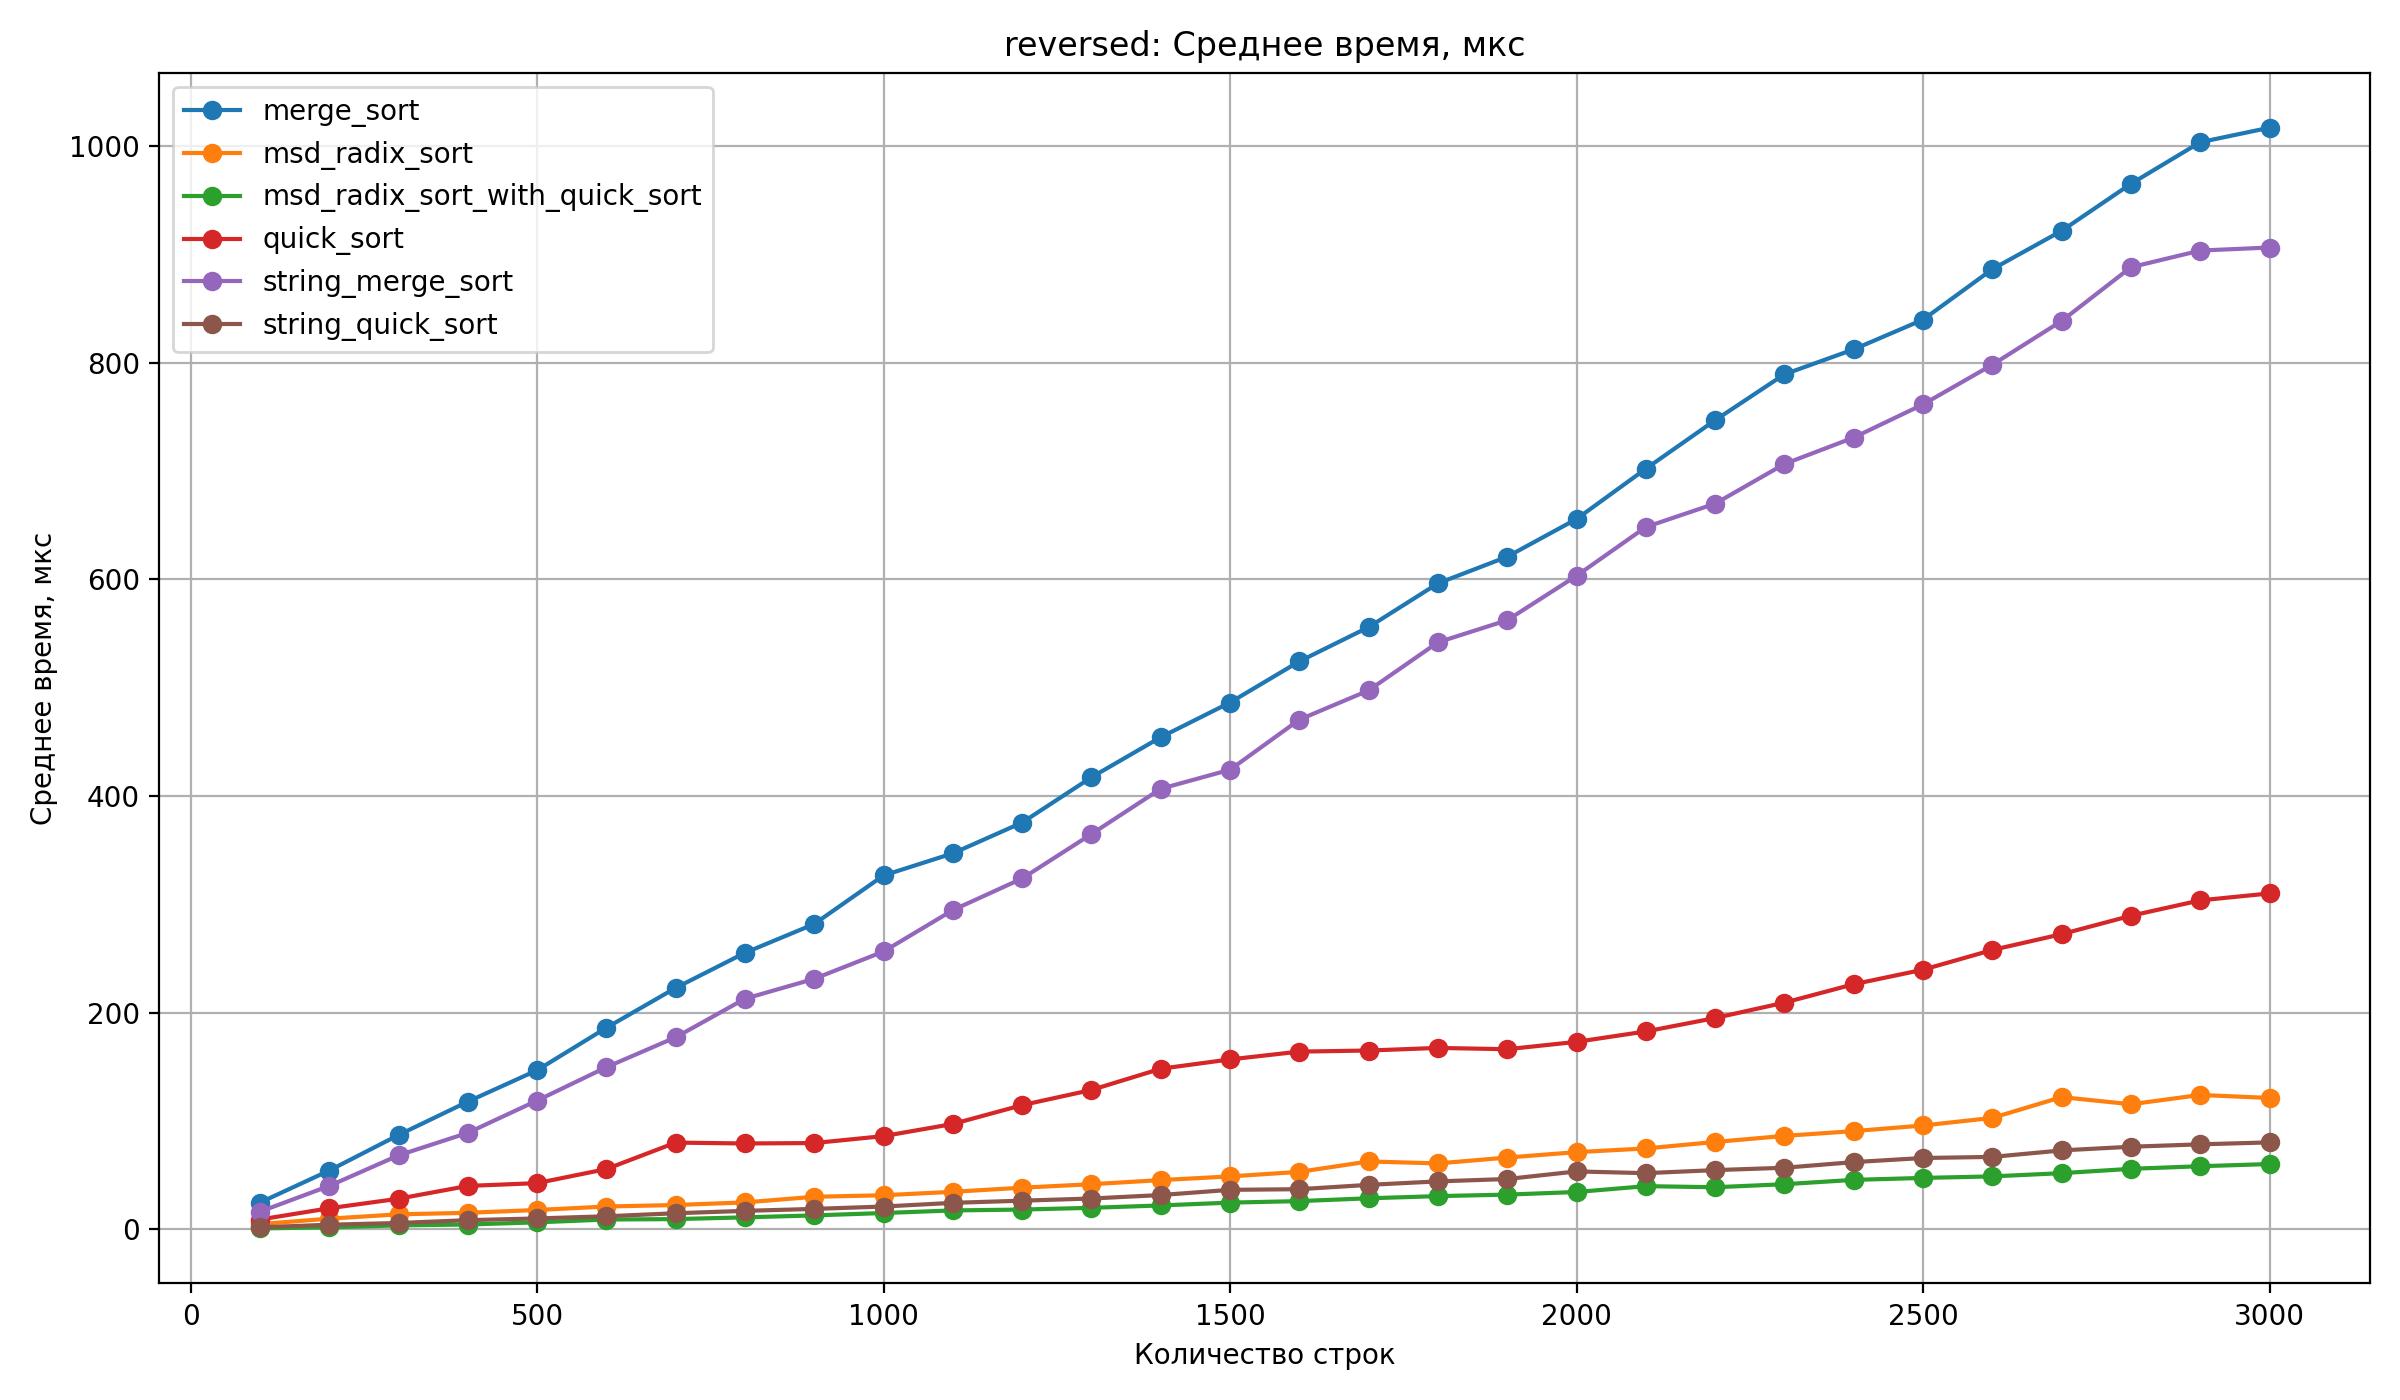 reversed: Среднее время, мкс
merge_sort
msd_radix_sort
msd_radix_sort_with_quick_sort
quick_sort
string_merge_sort
string_quick_sort
Среднее время, мкс
1000
800
600
400
200
0
0 500 1000 1500 2000 2500 3000
Количество строк